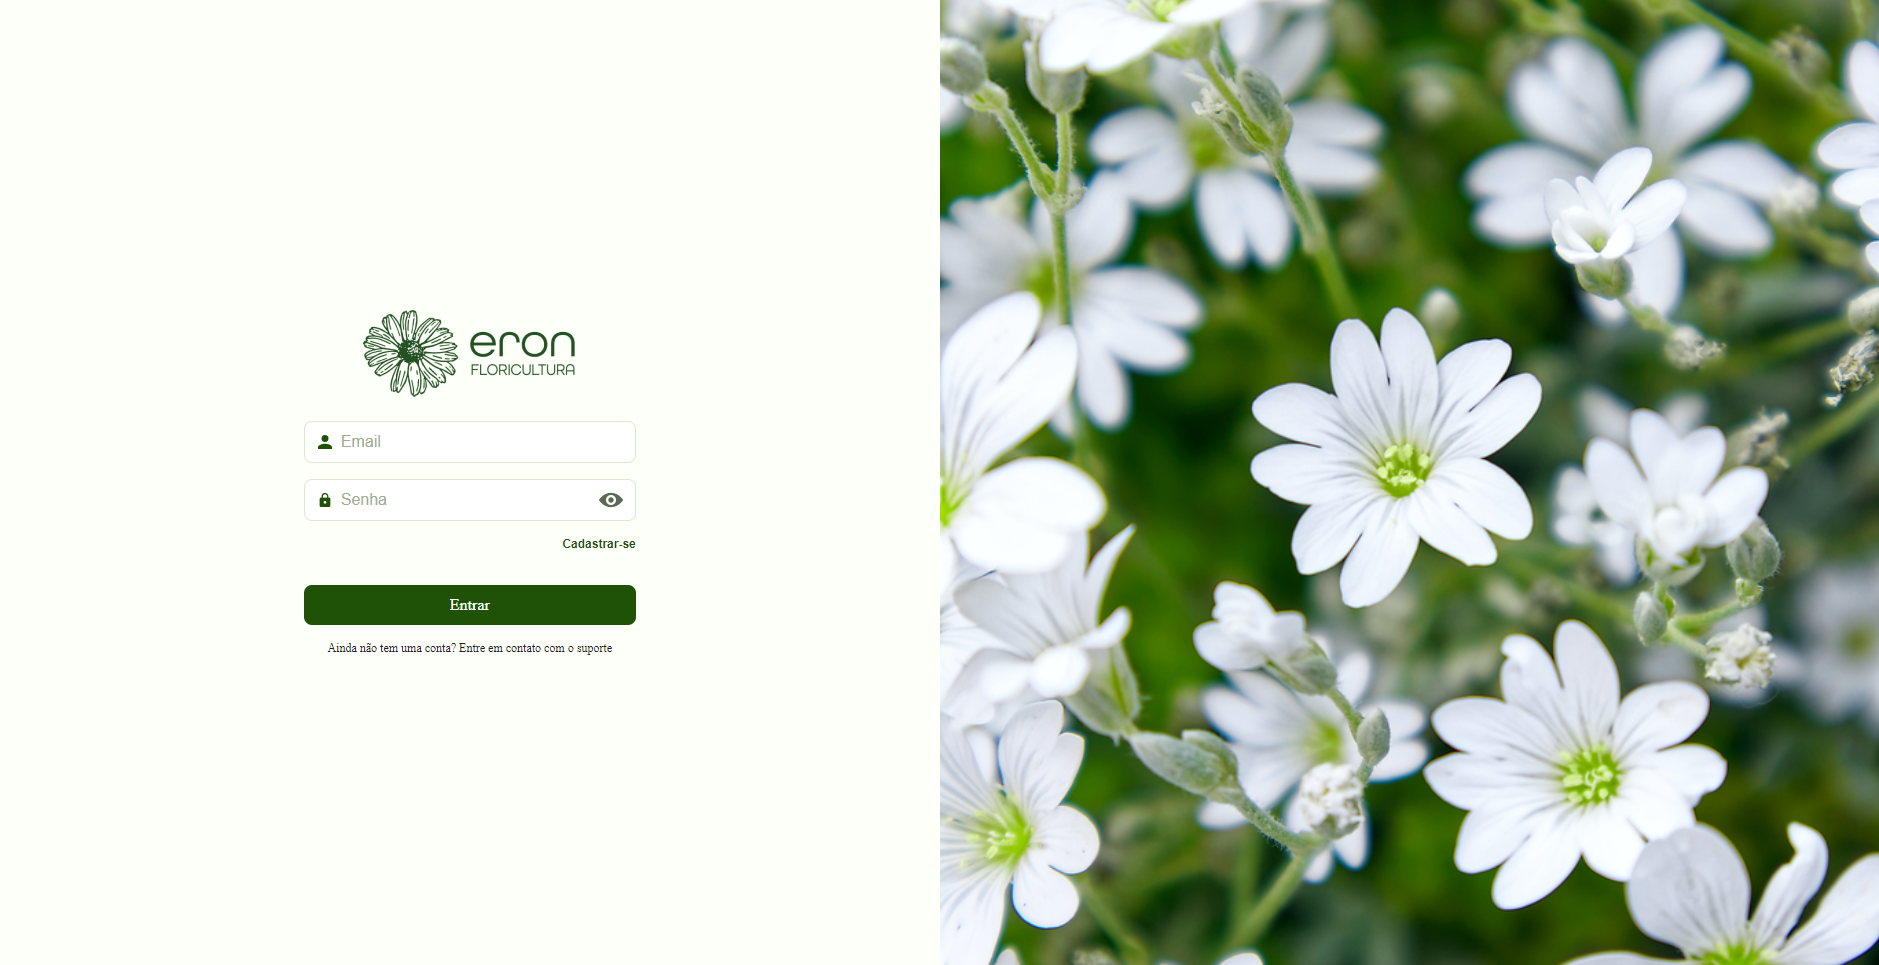 eron
FLORICULTURA
Email
Senha
Cadastrar-se
Entrar
Ainda não tem uma conta? Entre em contato com o suporte